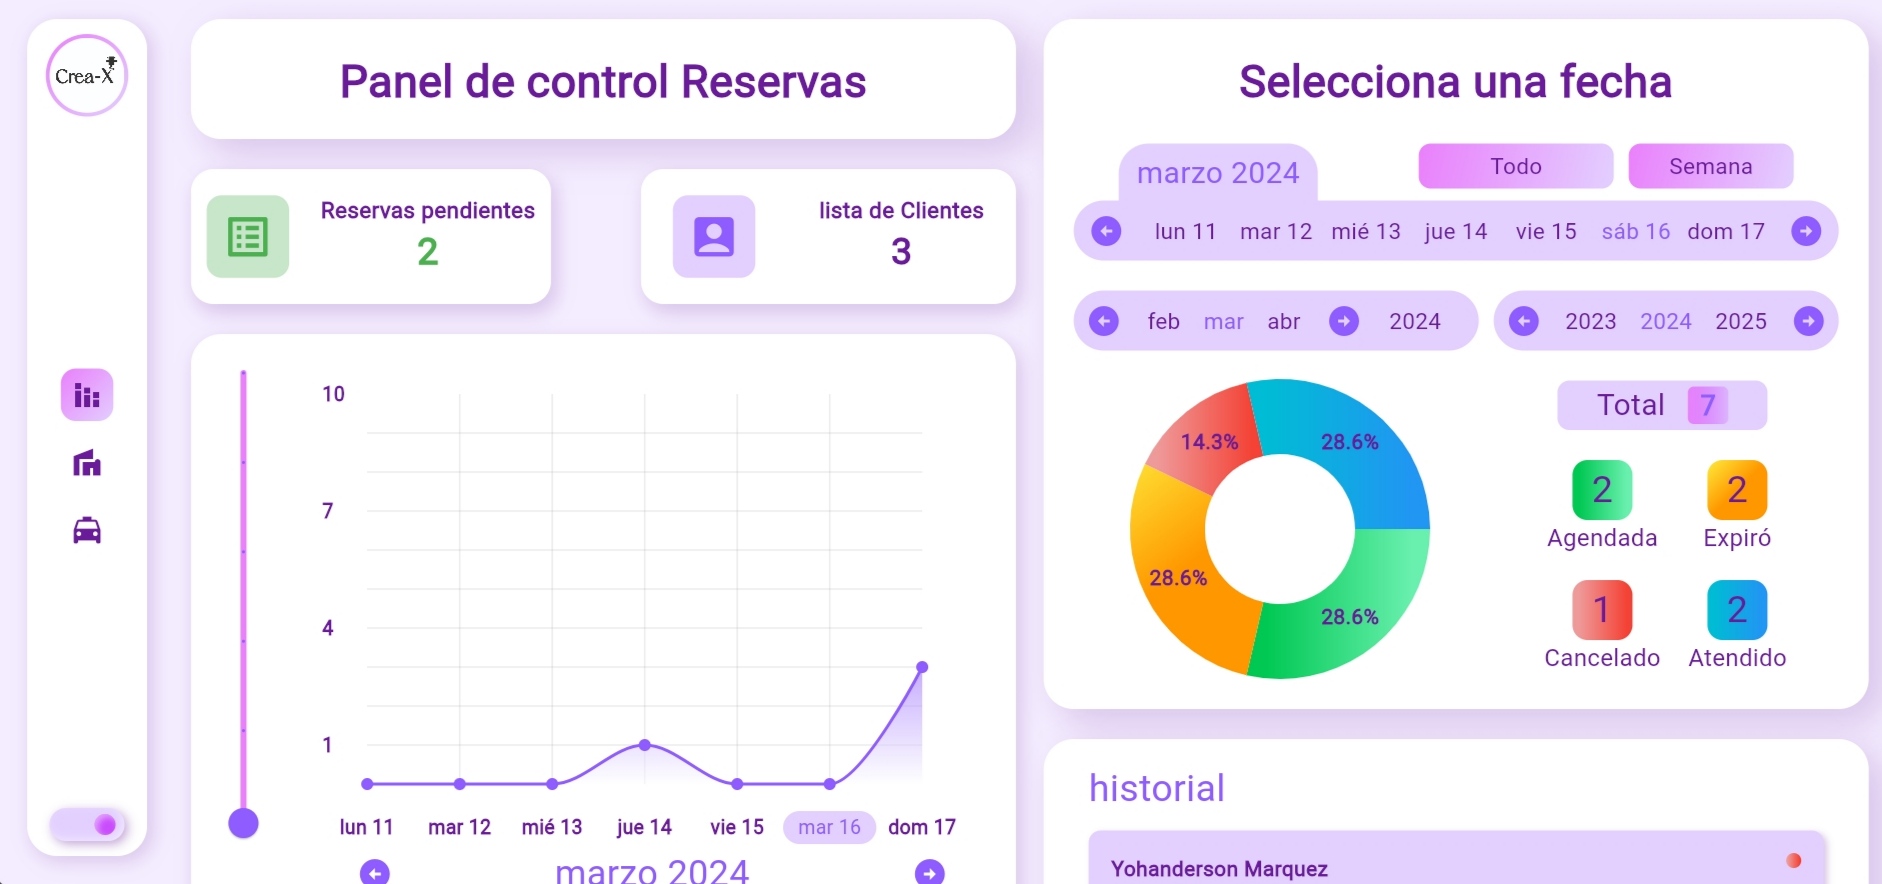 Crea-X
Panel de control Reservas
Reservas pendientes
2
lista de Clientes
3
10
7
4
1
lun 11 mar 12 mié 13 jue 14 vie 15 mar 16 dom 17
marzo 2024
Selecciona una fecha
marzo 2024
Todo
Semana
lun 11 mar 12 mié 13 jue 14 vie 15 sáb 16 dom 17
feb mar abr 2024
2023 2024 2025
14.3%
28.6%
28.6%
28.6%
Total 7
2
Agendada
2
Expiró
1
Cancelado
2
Atendido
historial
Yohanderson Marquez